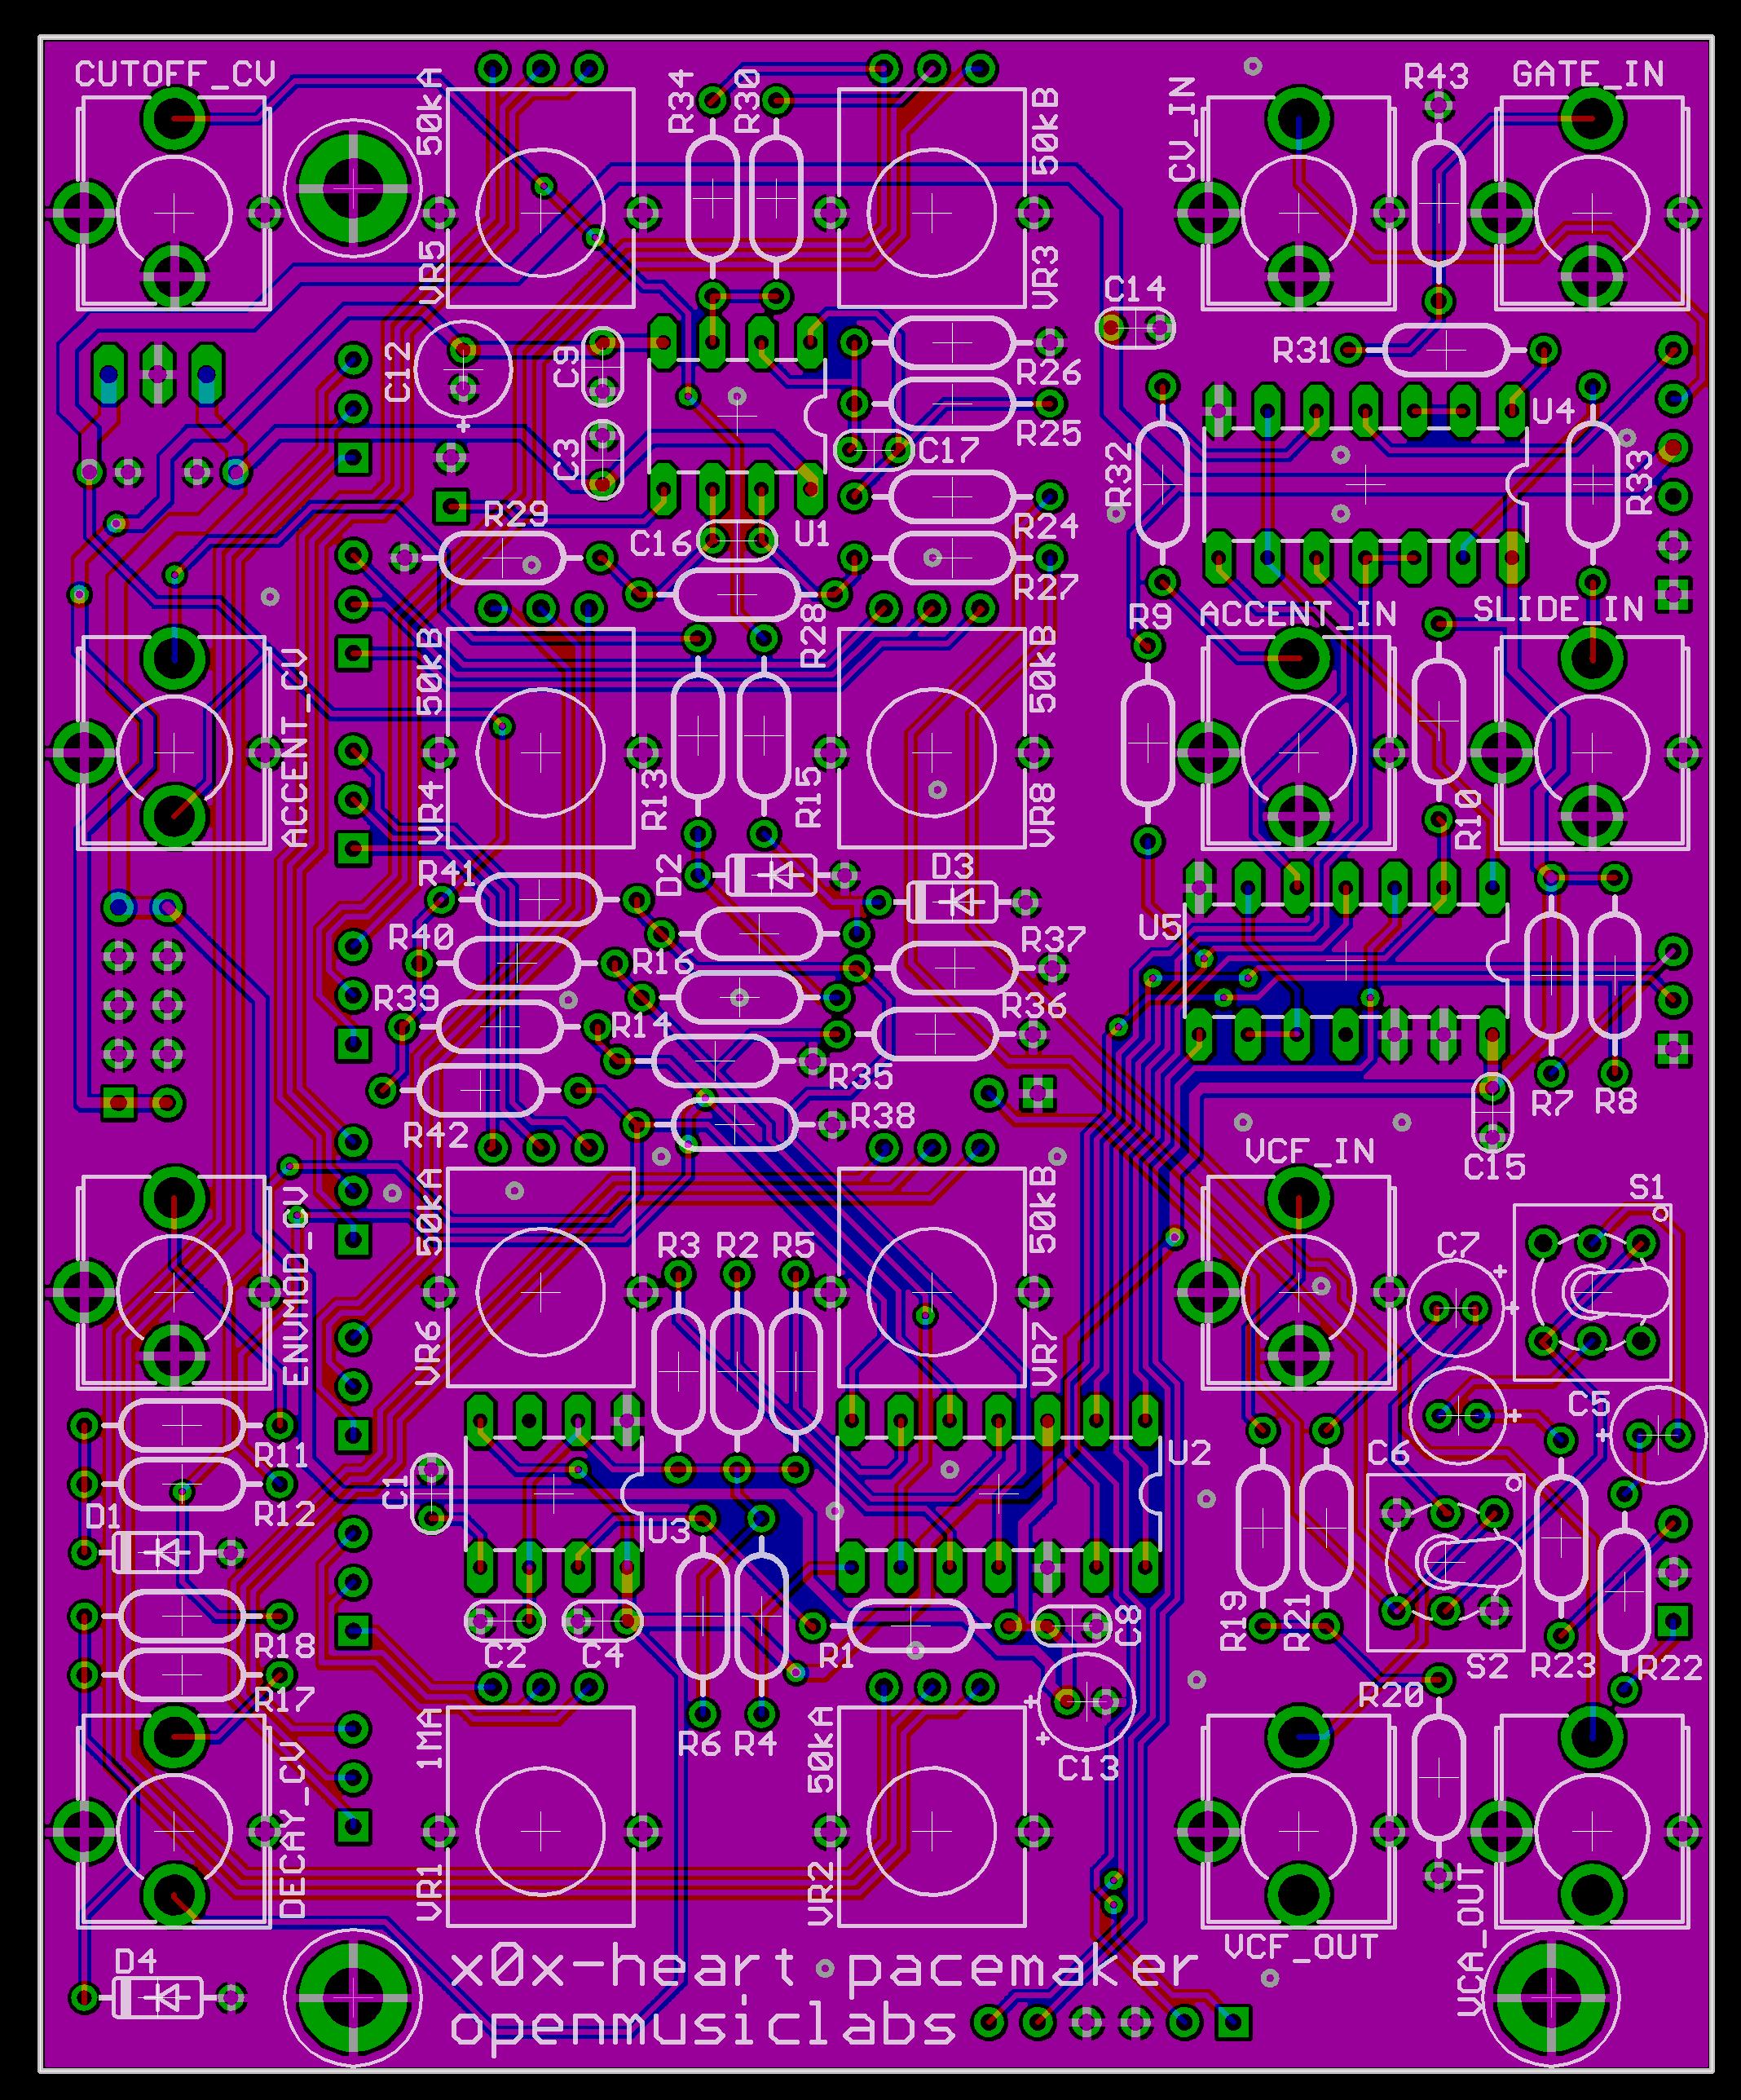 CUTOFF_CV
50kA
R34
R30
50kB
CV_IN
R43
GATE_IN
VR5
VR3
C14
C12
C9
R26
R31
R25
U4
C3
C17
R32
R33
R29
C16
U1
R24
R27
R28
R9
ACCENT_IN
SLIDE_IN
ACCENT_CV
50kB
50kB
VR4
R13
R15
VR8
R10
R41
D2
D3
R40
R16
R37
U5
R39
R14
R36
R42
R35
R38
R7
R8
VCF_IN
C15
S1
ENVMOD_CV
50kA
R3
R2
R5
50kB
C7
VR6
VR7
C5
R11
C6
U2
C1
D1
R12
U3
R18
C2
C4
R1
C8
R19
R21
S2
R23
R22
R17
R20
1MA
R6
R4
50kA
C13
DECAY_CV
VR1
VR2
VCF_OUT
VCA_OUT
D4
x0x-heart pacemaker
openmusiclabs